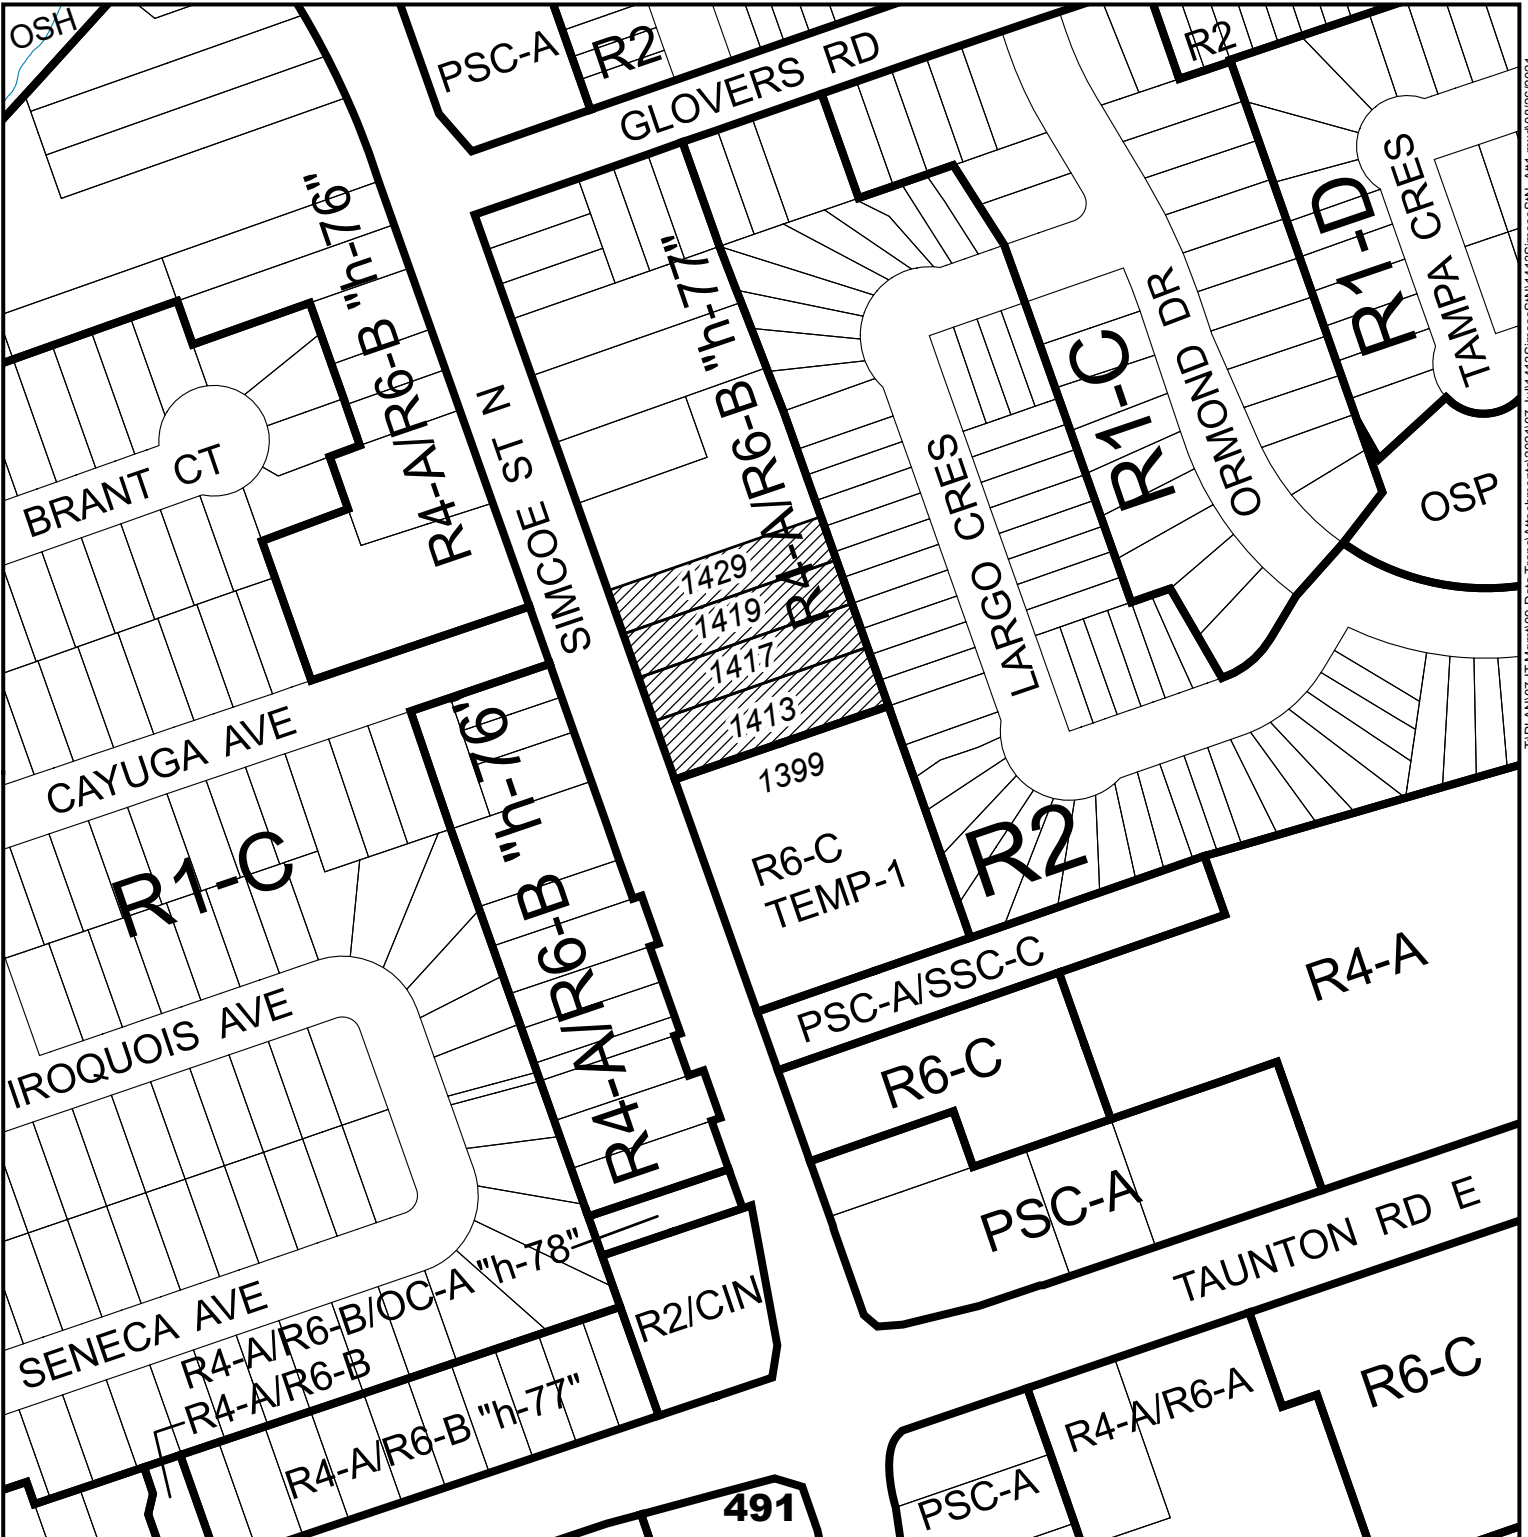 OSH
PSC-A
R2
R2
GLOVERS RD
R4-A/R6-B "h-76"
R4-A/R6-B "h-77"
R1-D
TAMPA CRES
TAMPA CRES
R1-C
ORMOND DR
SIMCOE ST N
BRANT CT
LARGO CRES
OSP
1429
1419
1417
1413
1399
CAYUGA AVE
R4-A/R6-B "h-76"
R1-C
R6-C
TEMP-1
R2
PSC-A/SSC-C
R4-A
IROQUOIS AVE
R6-C
PSC-A
TAUNTON RD E
SENECA AVE
R4-A/R6-B/OC-A "h-78"
R4-A/R6-B
R2/CIN
R4-A/R6-B "h-77"
R4-A/R6-A
R6-C
PSC-A
491